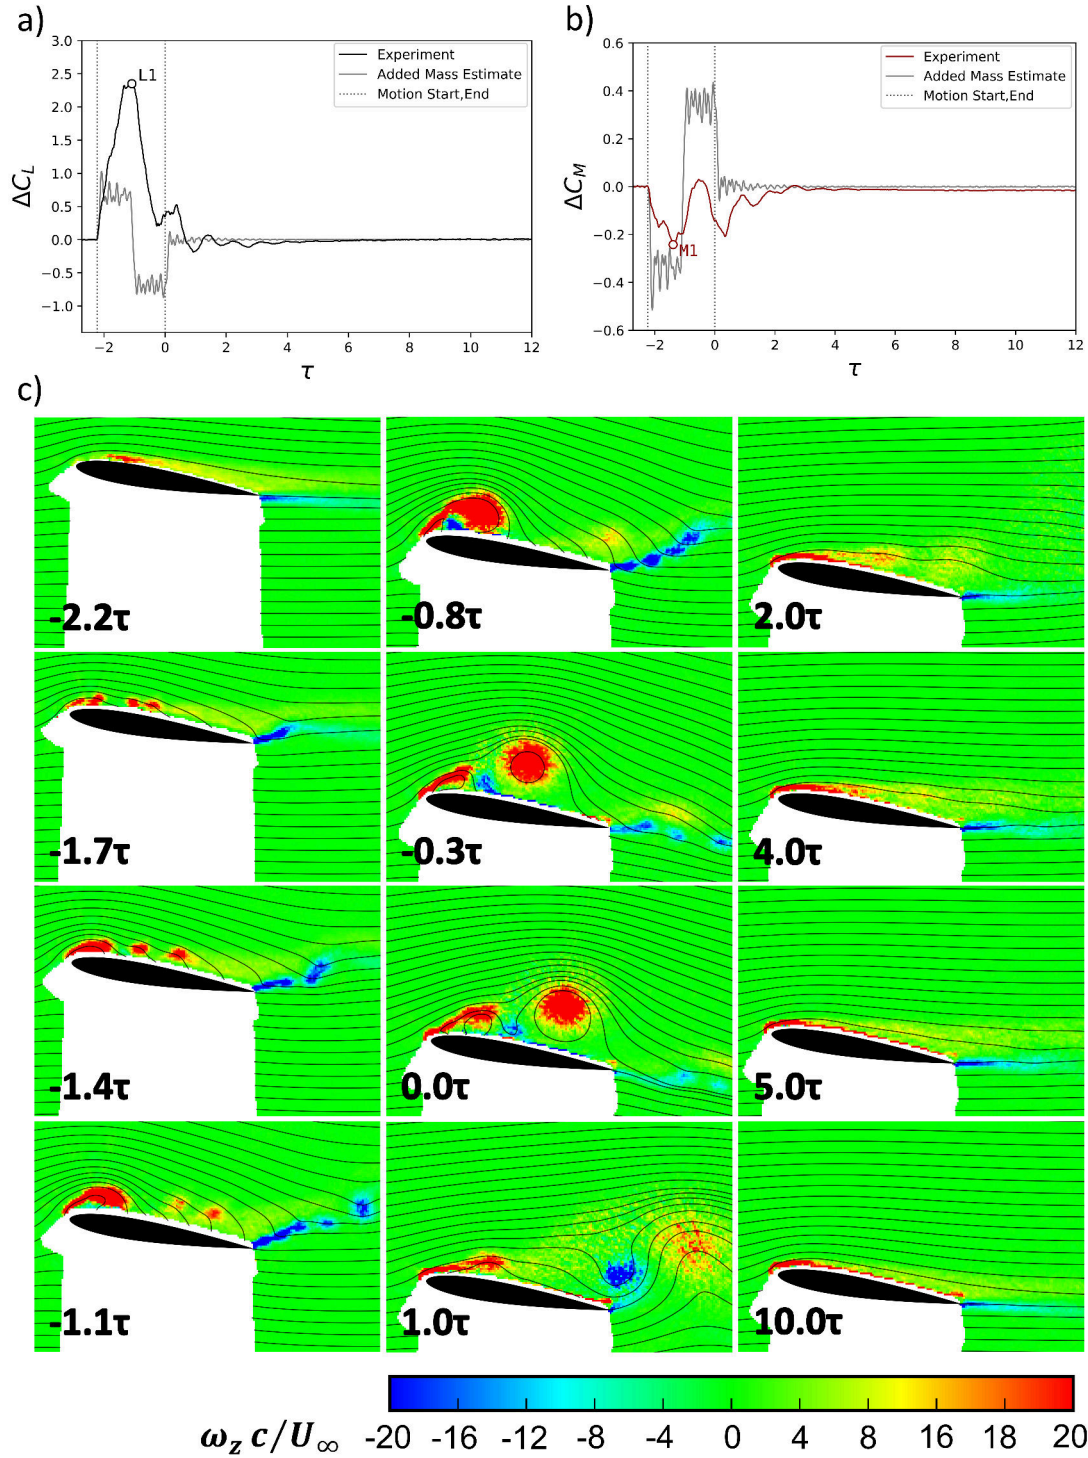 a)
3.0
2.5
2.0
1.5
1.0
0.5
0.0
−0.5
−1.0
ΔC_L
L1
Experiment
Added Mass Estimate
Motion Start,End
−2 0 2 4 6 8 10 12
τ
b)
0.6
0.4
0.2
0.0
−0.2
−0.4
−0.6
ΔC_M
M1
Experiment
Added Mass Estimate
Motion Start,End
−2 0 2 4 6 8 10 12
τ
c)
-2.2τ
-0.8τ
2.0τ
-1.7τ
-0.3τ
4.0τ
-1.4τ
0.0τ
5.0τ
-1.1τ
1.0τ
10.0τ
ω_z c/U_∞
-20 -16 -12 -8 -4 0 4 8 16 20